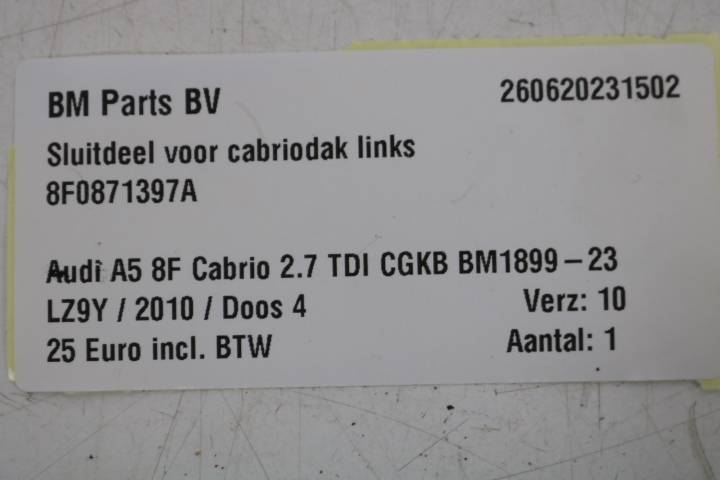 BM Parts BV 260620231502
Sluitdeel voor cabriodak links
8F0871397A
Audi A5 8F Cabrio 2.7 TDI CGKB BM1899-23
LZ9Y / 2010 / Doos 4 Verz: 10
25 Euro incl. BTW Aantal: 1